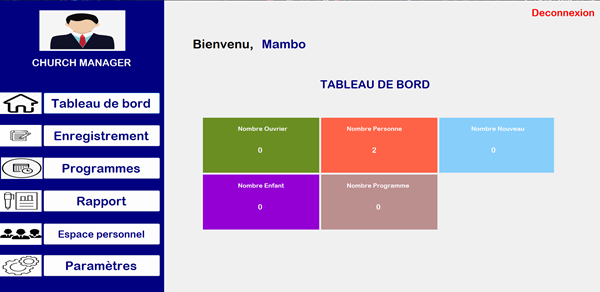 Deconnexion
Bienvenu, Mambo
CHURCH MANAGER
TABLEAU DE BORD
Tableau de bord
Enregistrement
Programmes
Rapport
Espace personnel
Paramètres
Nombre Ouvrier
0
Nombre Personne
2
Nombre Nouveau
0
Nombre Enfant
0
Nombre Programme
0